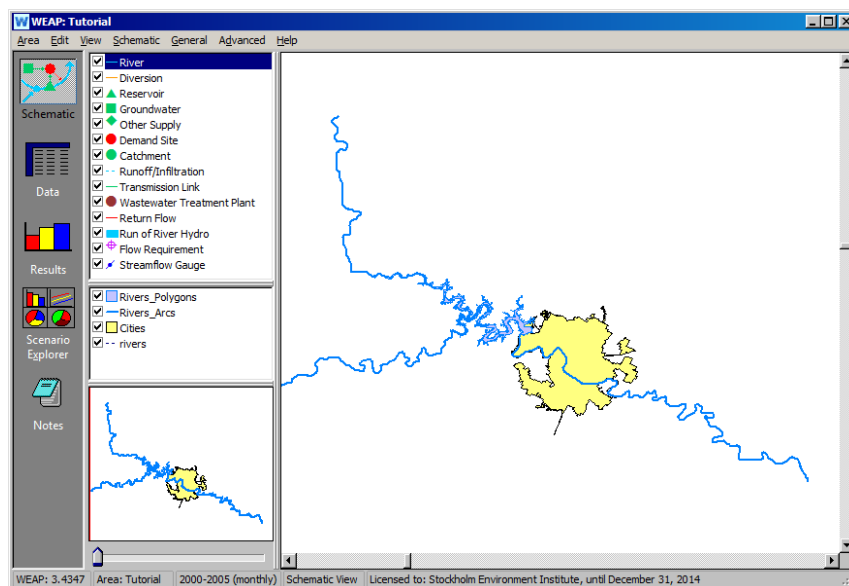 WEAP: Tutorial
Area Edit View Schematic General Advanced Help
Schematic
Data
Results
Scenario
Explorer
Notes
River
Diversion
Reservoir
Groundwater
Other Supply
Demand Site
Catchment
Runoff/Infiltration
Transmission Link
Wastewater Treatment Plant
Return Flow
Run of River Hydro
Flow Requirement
Streamflow Gauge
Rivers_Polygons
Rivers_Arcs
Cities
rivers
WEAP: 3.4347 Area: Tutorial 2000-2005 (monthly) Schematic View Licensed to: Stockholm Environment Institute, until December 31, 2014